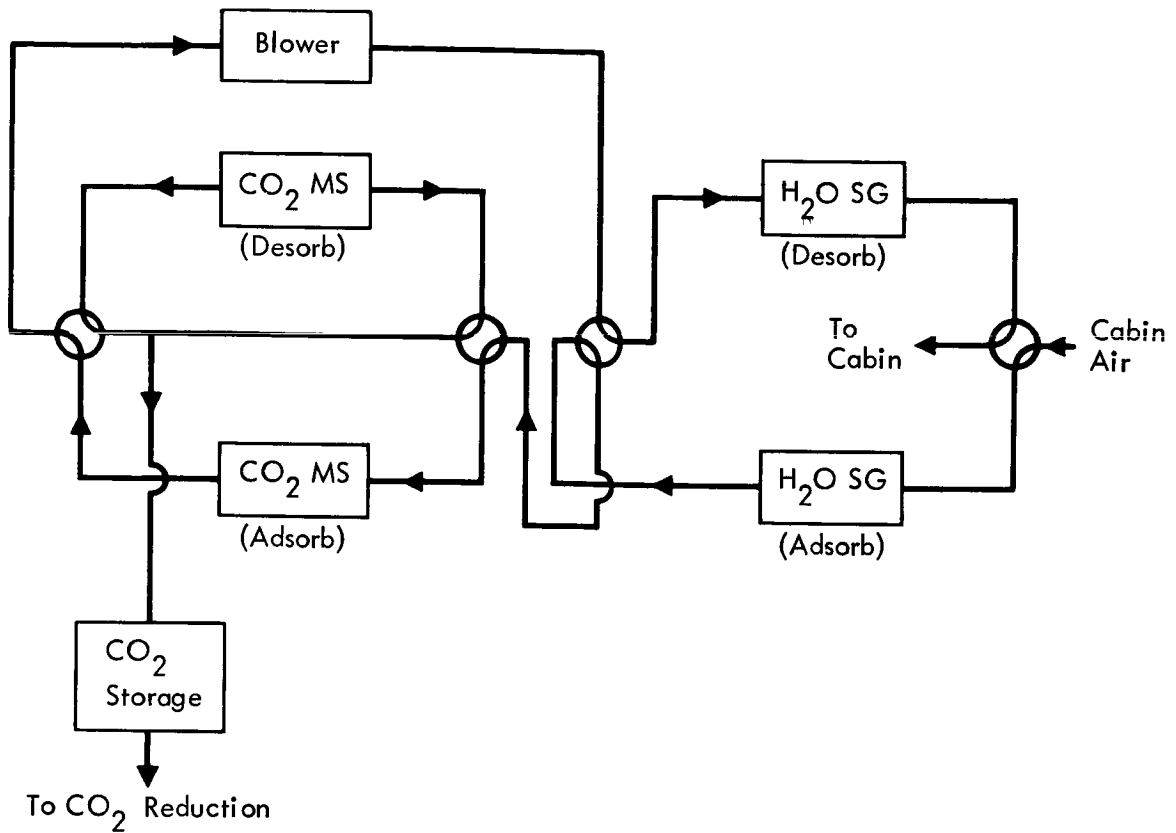 Blower
CO2 MS
(Desorb)
H2O SG
(Desorb)
To
Cabin
Cabin
Air
CO2 MS
(Adsorb)
H2O SG
(Adsorb)
CO2
Storage
To CO2 Reduction